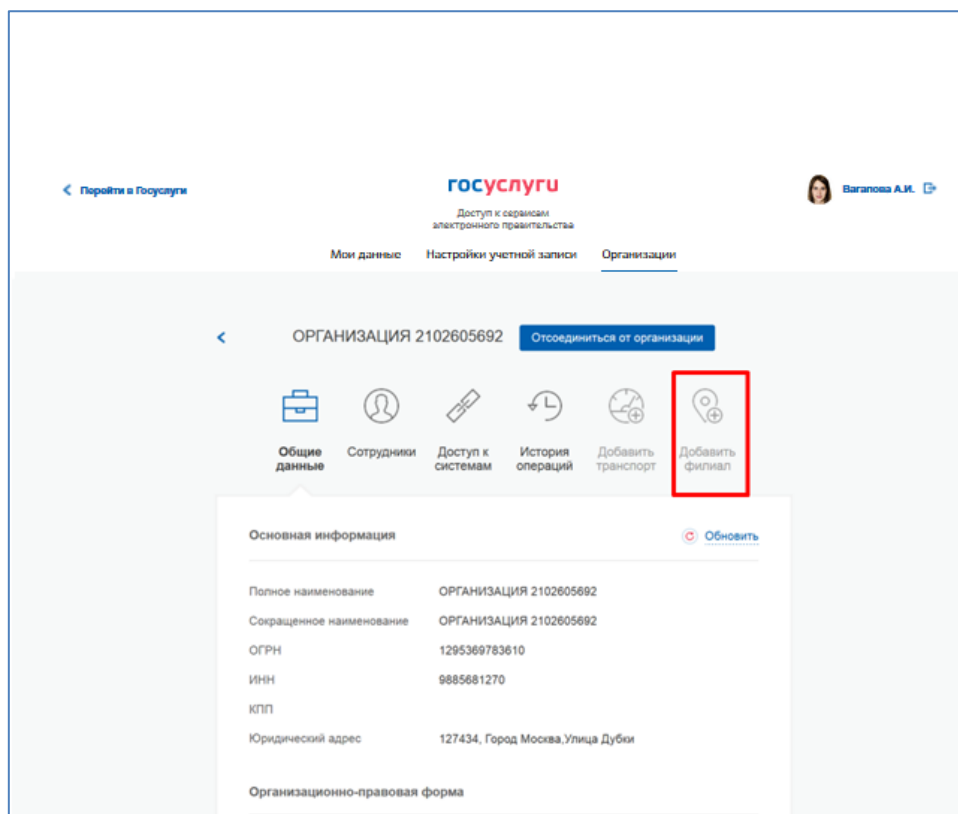 Перейти в Госуслуги
госуслуги
Вагапова А.И.
Доступ к сервисам
электронного правительства
Мои данные Настройки учетной записи Организации
ОРГАНИЗАЦИЯ 2102605692 Отсоединиться от организации
Общие данные
Сотрудники
Доступ к системам
История операций
Добавить транспорт
Добавить филиал
Основная информация Обновить
Полное наименование ОРГАНИЗАЦИЯ 2102605692
Сокращенное наименование ОРГАНИЗАЦИЯ 2102605692
ОГРН 1295369783610
ИНН 9885681270
КПП
Юридический адрес 127434, Город Москва,Улица Дубки
Организационно-правовая форма